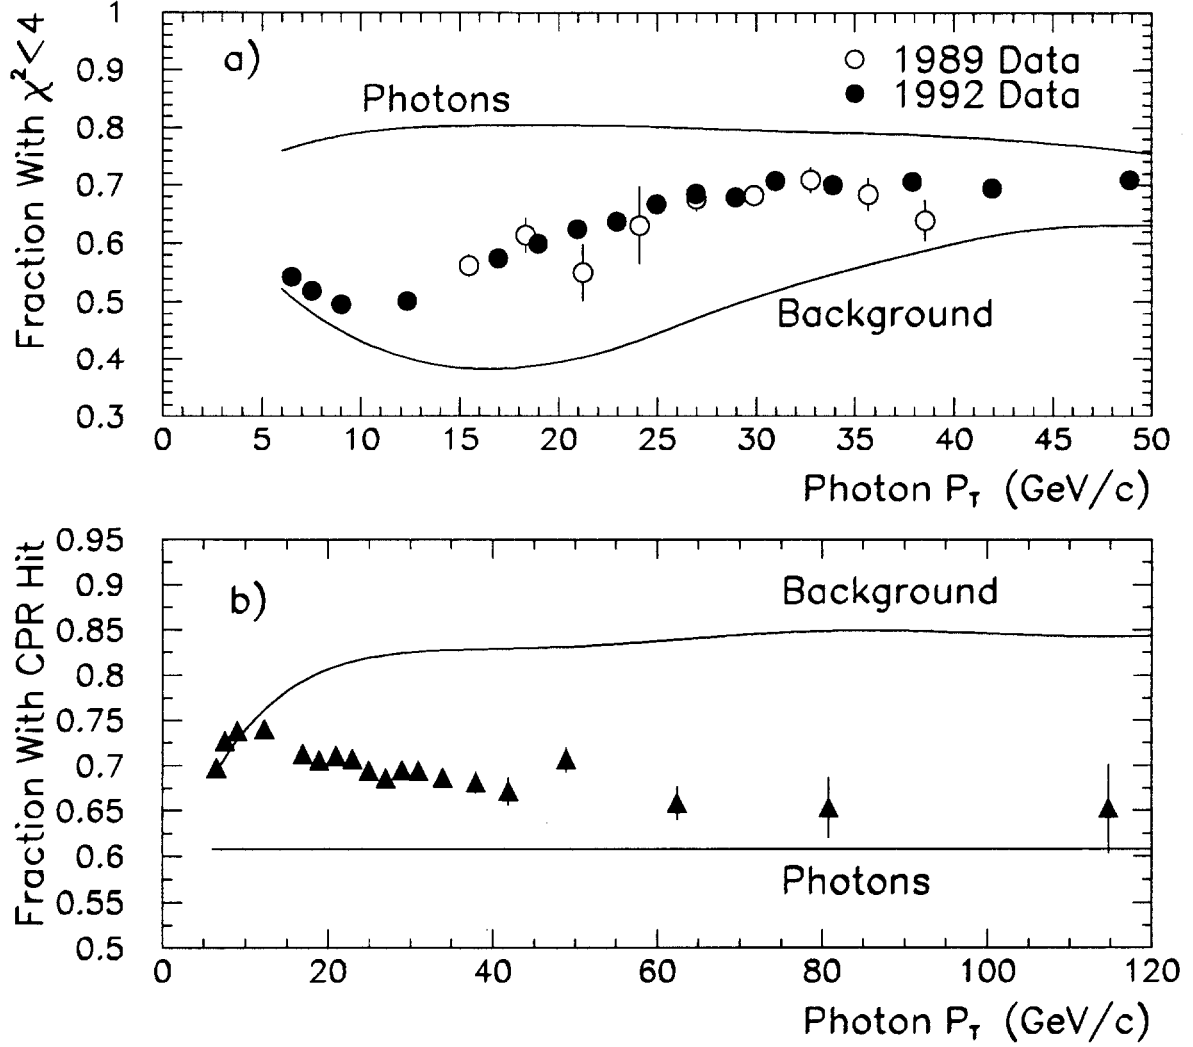 1
0.9
0.8
0.7
0.6
0.5
0.4
0.3
Fraction With χ²<4
a)
1989 Data
1992 Data
Photons
Background
0 5 10 15 20 25 30 35 40 45 50
Photon P_T (GeV/c)
0.95
0.9
0.85
0.8
0.75
0.7
0.65
0.6
0.55
0.5
Fraction With CPR Hit
b)
Background
Photons
0 20 40 60 80 100 120
Photon P_T (GeV/c)